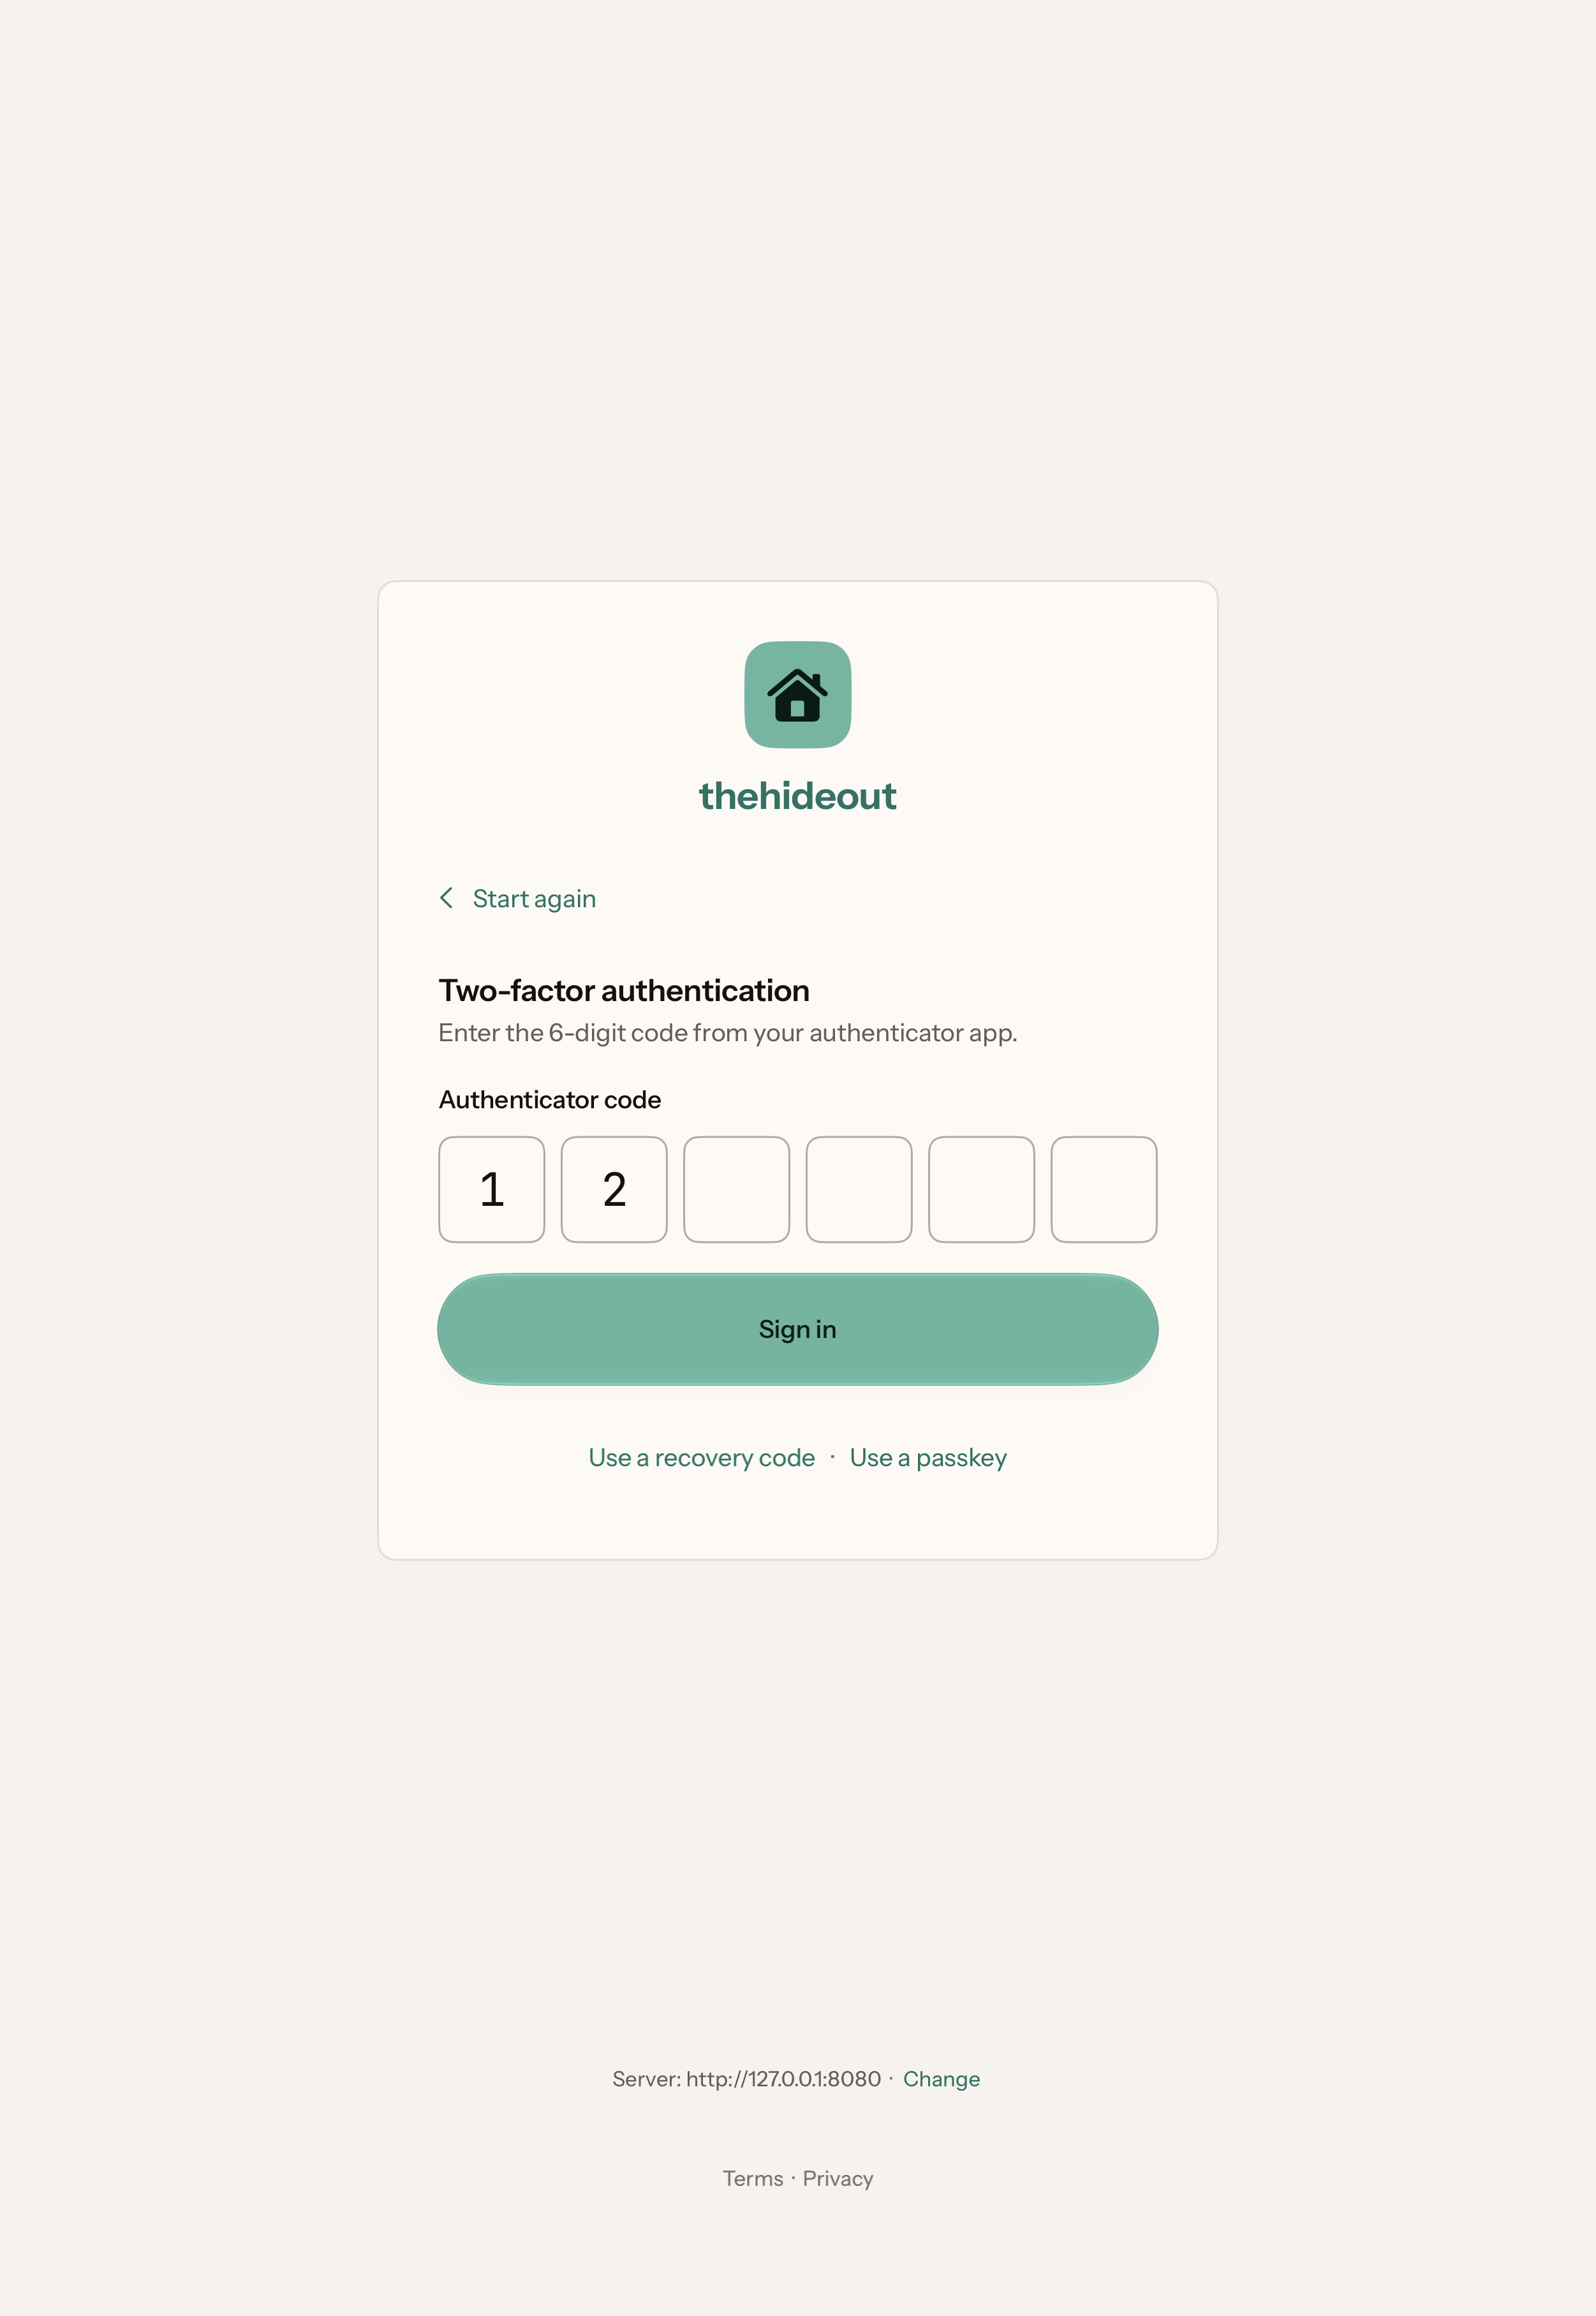 thehideout
Start again
Two-factor authentication
Enter the 6-digit code from your authenticator app.
Authenticator code
1 2
Sign in
Use a recovery code · Use a passkey
Server: http://127.0.0.1:8080 · Change
Terms · Privacy